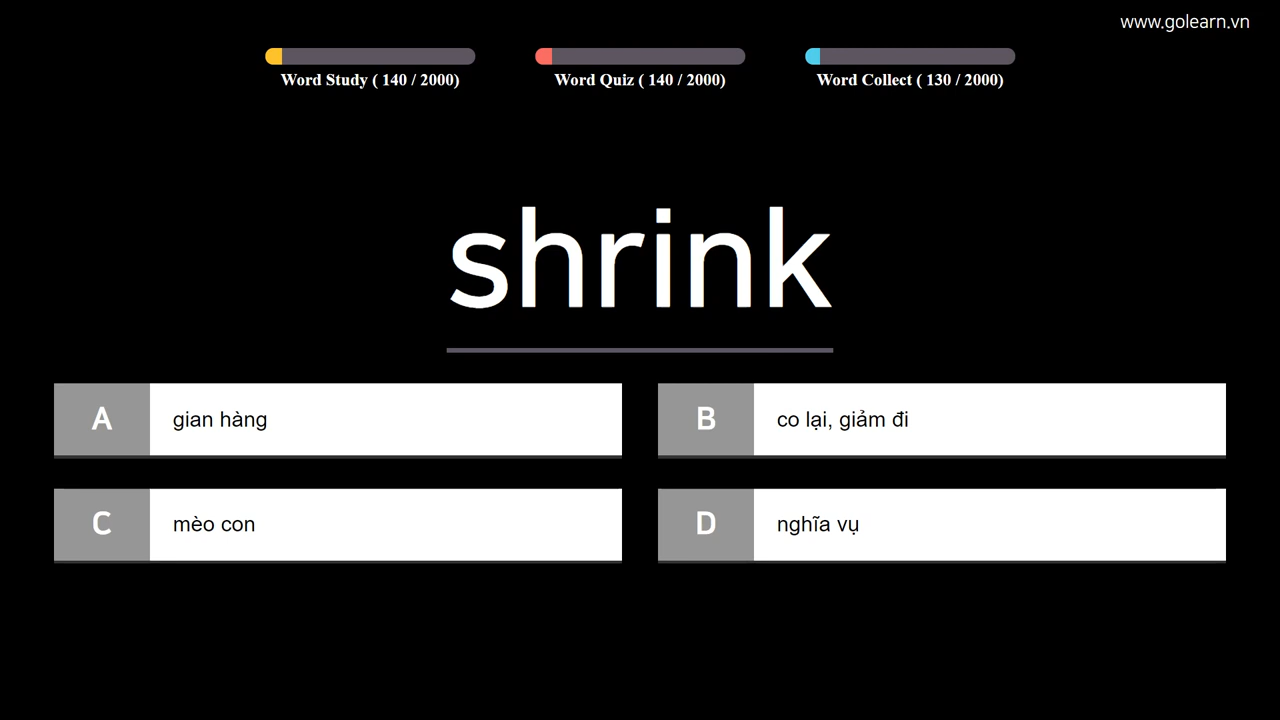 www.golearn.vn
Word Study ( 140 / 2000)
Word Quiz ( 140 / 2000)
Word Collect ( 130 / 2000)
shrink
A gian hàng
B co lại, giảm đi
C mèo con
D nghĩa vụ